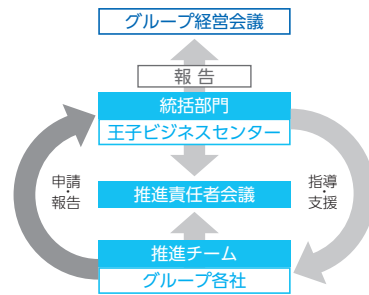 グループ経営会議
報 告
統括部門
王子ビジネスセンター
申請・報告
指導・支援
推進責任者会議
推進チーム
グループ各社